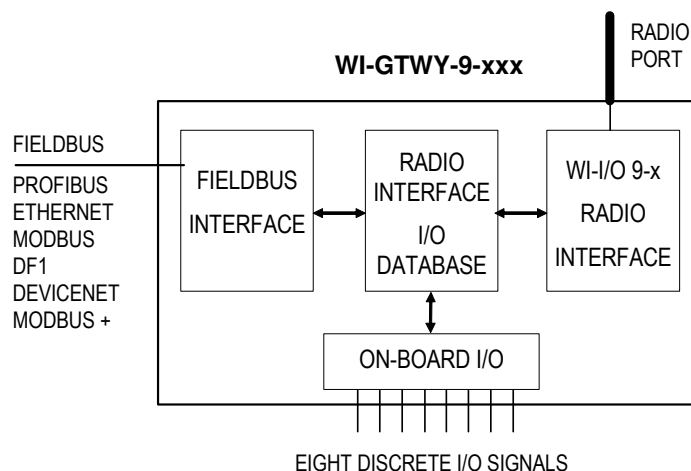 RADIO
PORT
WI-GTWY-9-xxx
FIELDBUS
PROFIBUS
ETHERNET
MODBUS
DF1
DEVICENET
MODBUS +
FIELDBUS
INTERFACE
RADIO
INTERFACE
I/O
DATABASE
WI-I/O 9-x
RADIO
INTERFACE
ON-BOARD I/O
EIGHT DISCRETE I/O SIGNALS